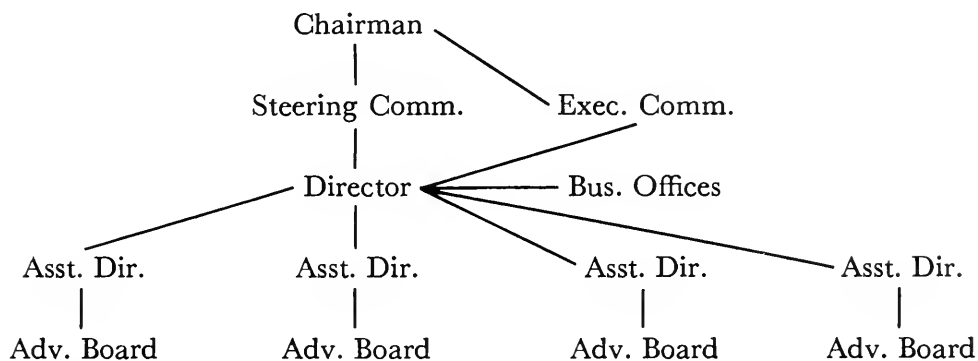 Chairman
Steering Comm. Exec. Comm.
Director Bus. Offices
Asst. Dir. Asst. Dir. Asst. Dir. Asst. Dir.
Adv. Board Adv. Board Adv. Board Adv. Board